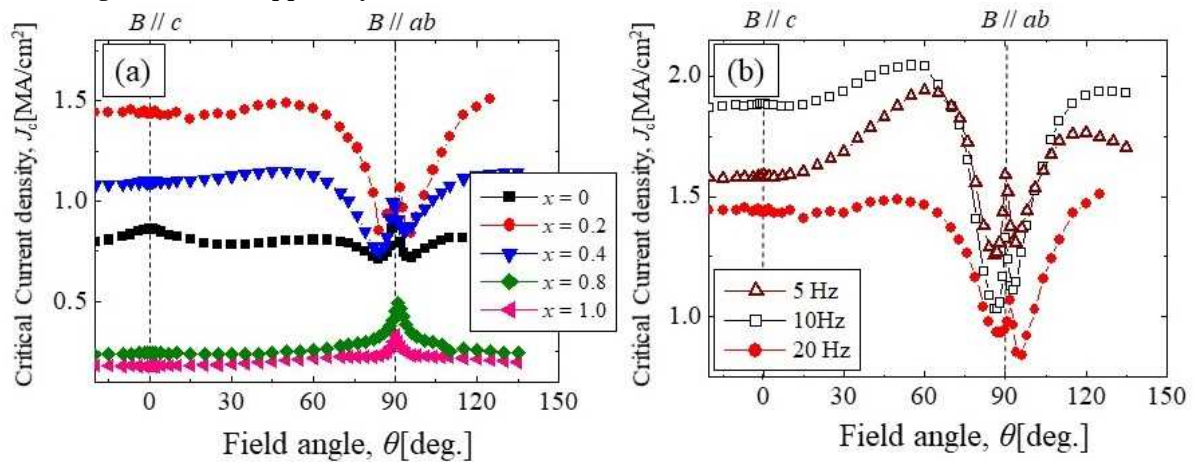 B // c
B // ab
(a)
Critical Current density, Jc[MA/cm²]
1.5
1.0
0.5
x = 0
x = 0.2
x = 0.4
x = 0.8
x = 1.0
0 30 60 90 120 150
Field angle, θ[deg.]
B // c
B // ab
(b)
Critical Current density, Jc[MA/cm²]
2.0
1.5
1.0
5 Hz
10Hz
20 Hz
0 30 60 90 120 150
Field angle, θ[deg.]